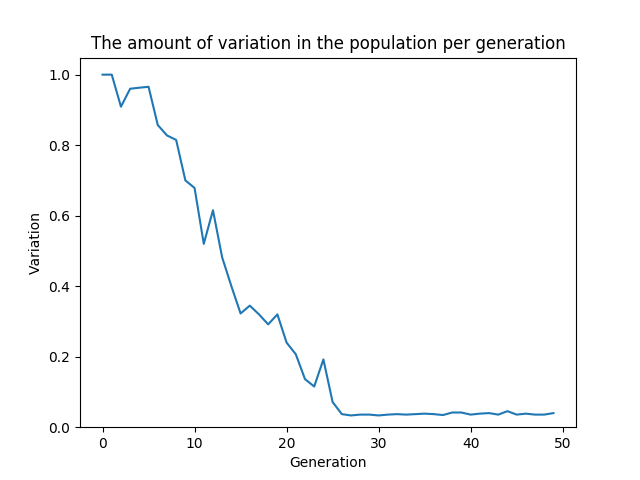 The amount of variation in the population per generation
1.0
0.8
0.6
0.4
0.2
0.0
Variation
0 10 20 30 40 50
Generation